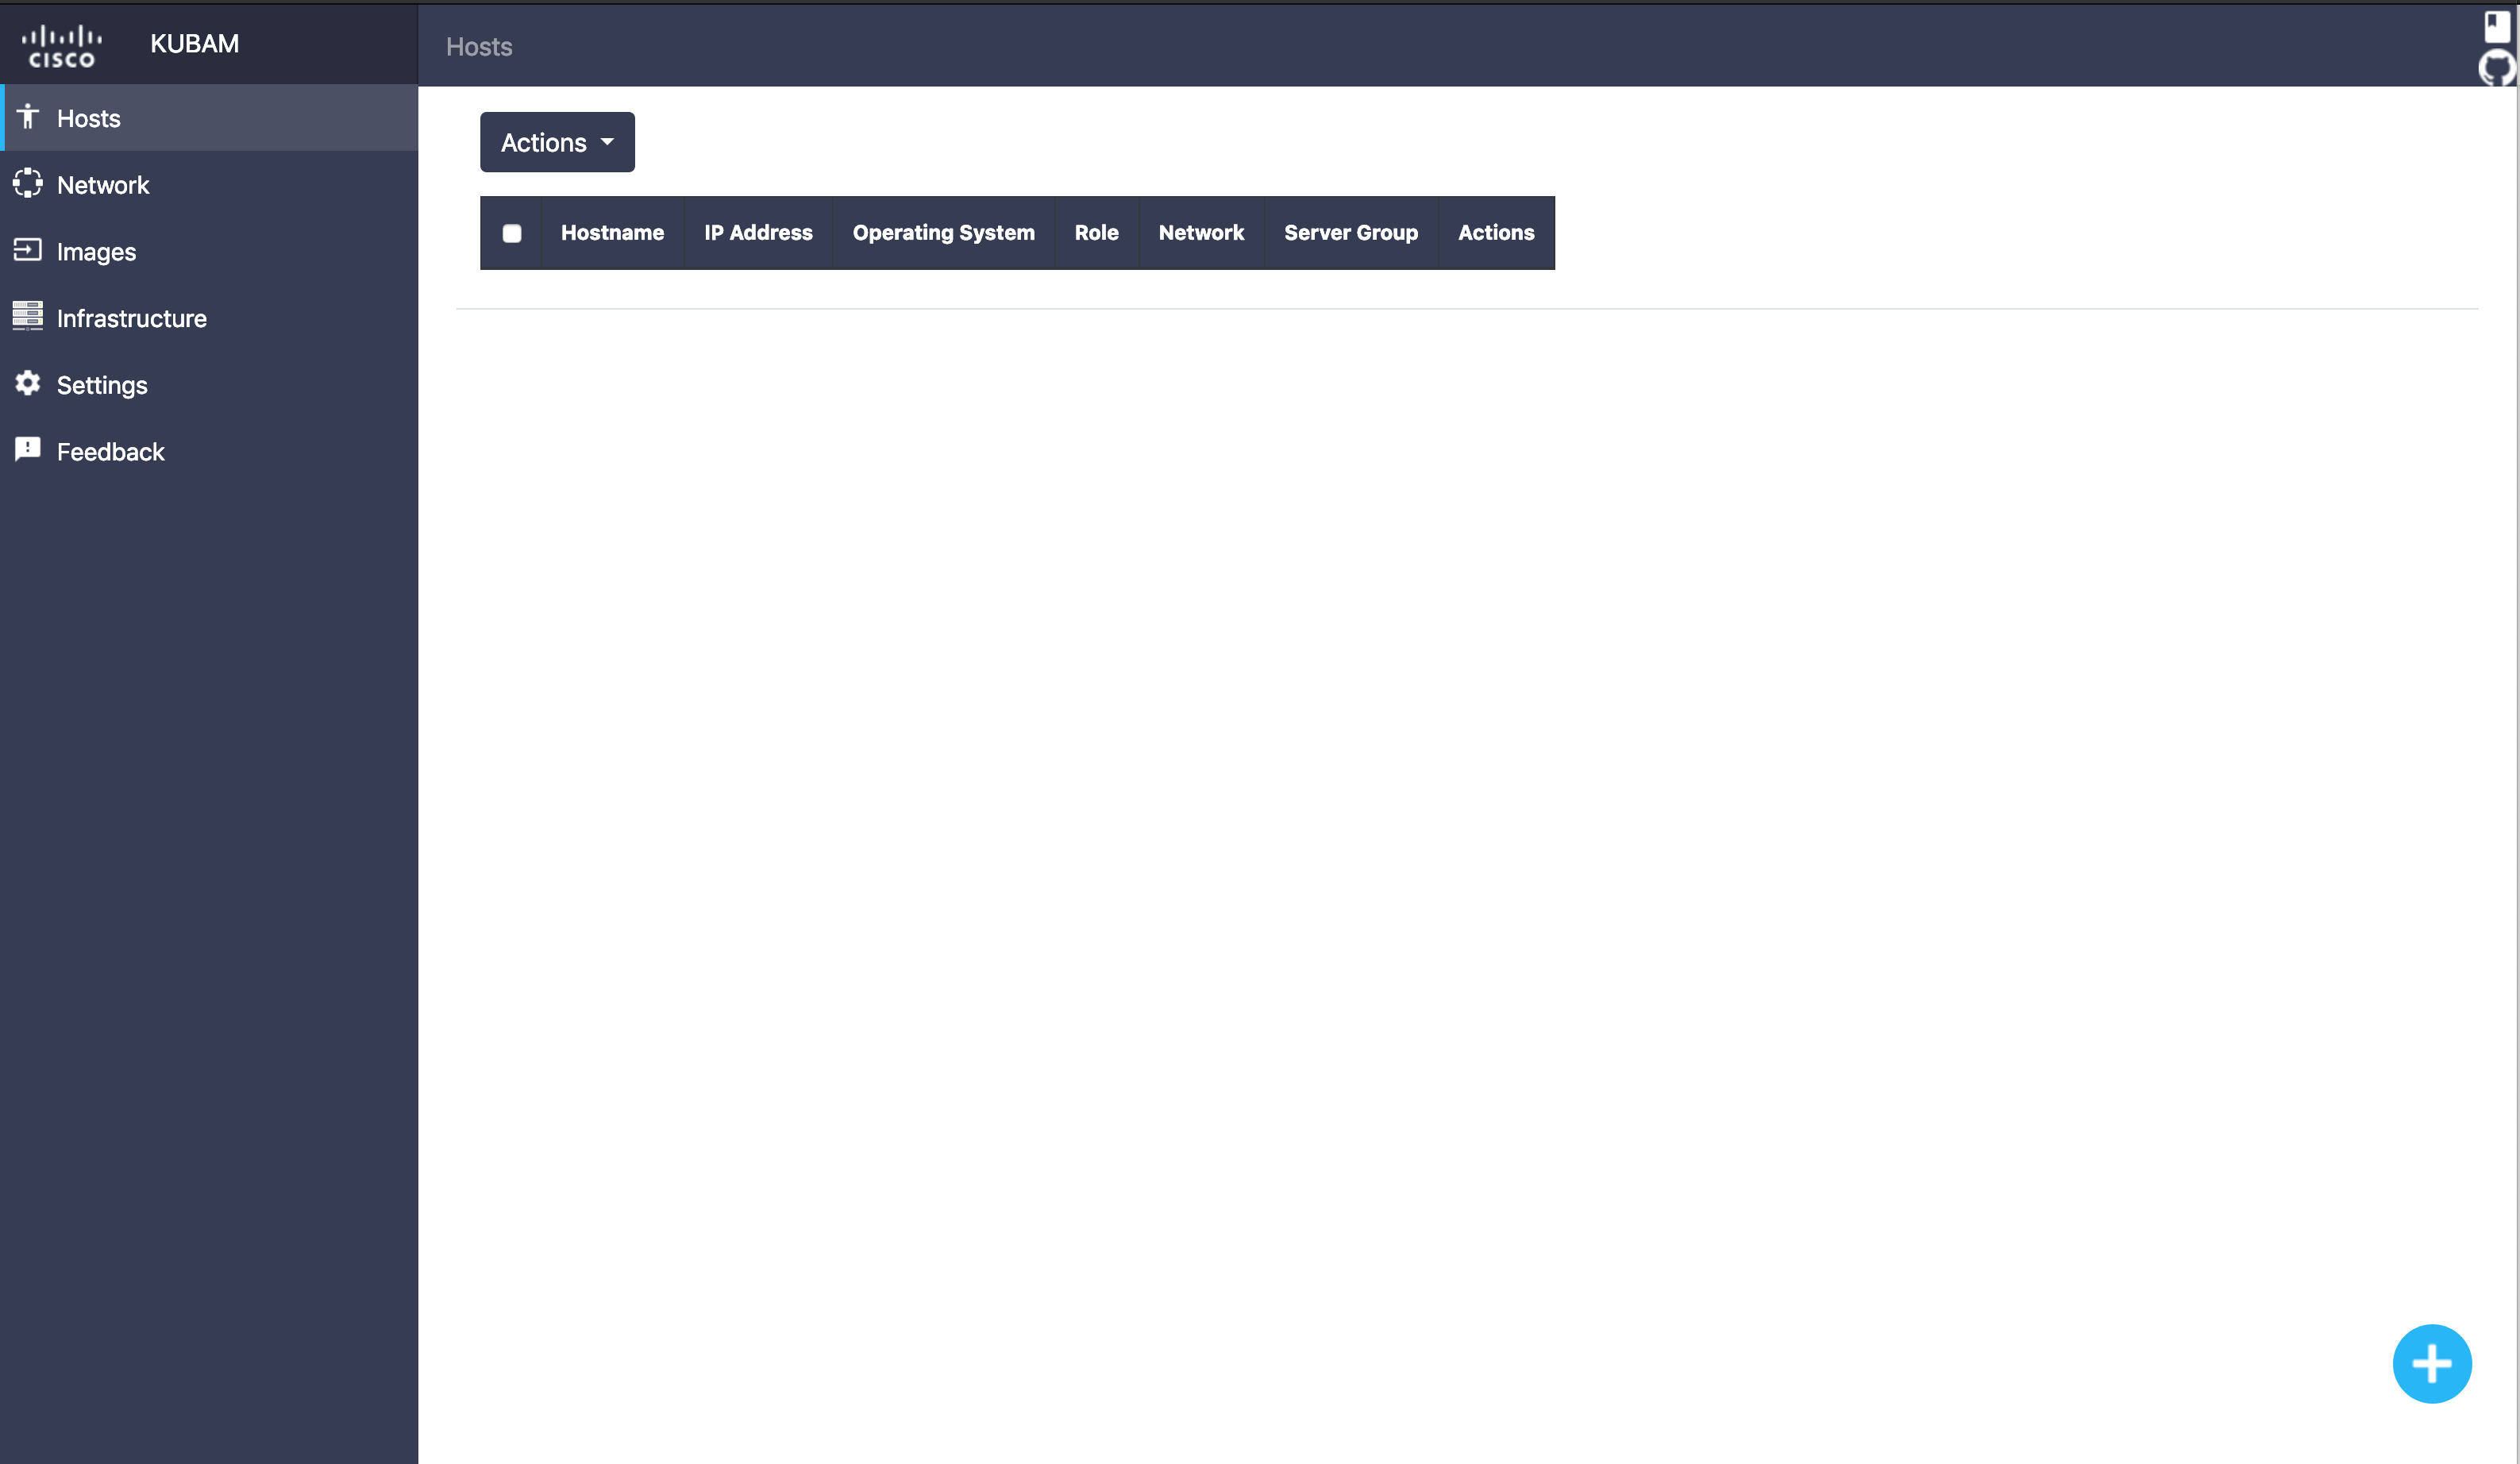 CISCO
KUBAM
Hosts
Hosts
Network
Images
Infrastructure
Settings
Feedback
Actions
Hostname IP Address Operating System Role Network Server Group Actions